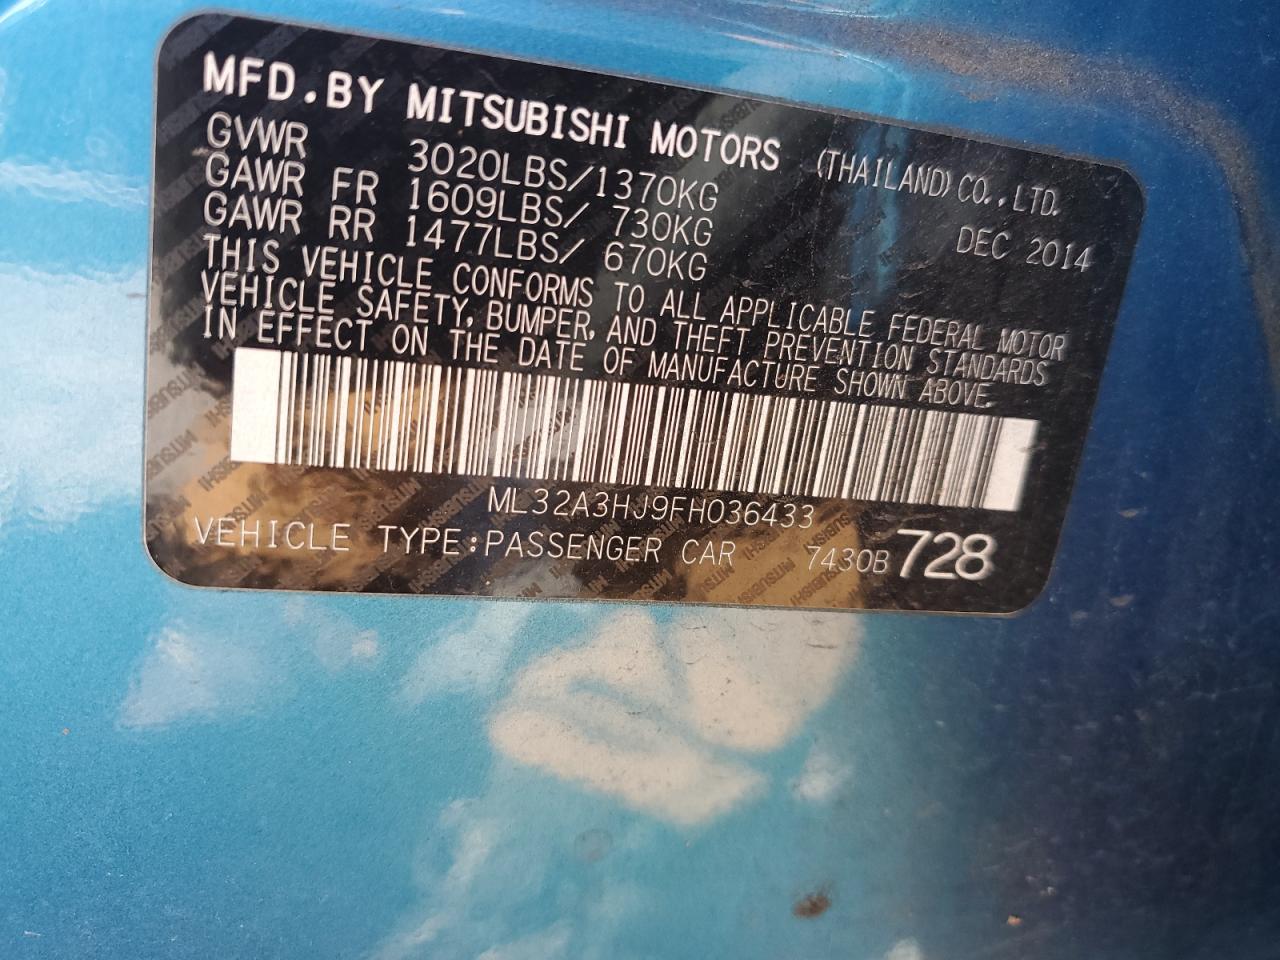 MFD.BY MITSUBISHI MOTORS (THAILAND) CO.,LTD.
GVWR 3020LBS/1370KG DEC 2014
GAWR FR 1609LBS/ 730KG
GAWR RR 1477LBS/ 670KG
THIS VEHICLE CONFORMS TO ALL APPLICABLE FEDERAL MOTOR
VEHICLE SAFETY, BUMPER, AND THEFT PREVENTION STANDARDS
IN EFFECT ON THE DATE OF MANUFACTURE SHOWN ABOVE.
ML32A3HJ9FH036433
VEHICLE TYPE:PASSENGER CAR 7430B 728